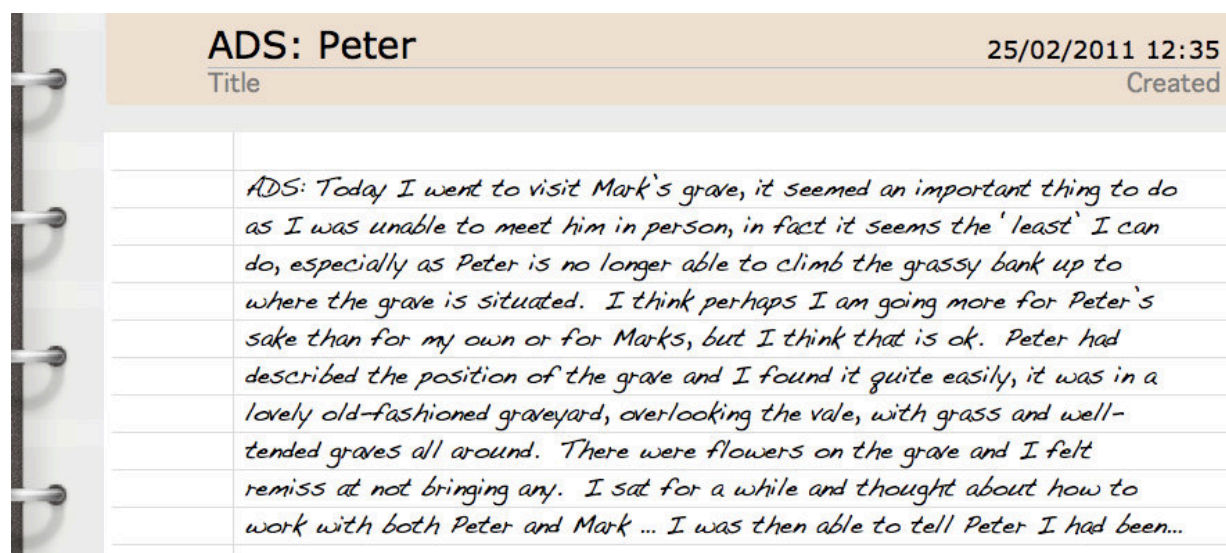 ADS: Peter
25/02/2011 12:35
Title
Created
ADS: Today I went to visit Mark's grave, it seemed an important thing to do
as I was unable to meet him in person, in fact it seems the 'least' I can
do, especially as Peter is no longer able to climb the grassy bank up to
where the grave is situated. I think perhaps I am going more for Peter's
sake than for my own or for Marks, but I think that is ok. Peter had
described the position of the grave and I found it quite easily, it was in a
lovely old-fashioned graveyard, overlooking the vale, with grass and well-
tended graves all around. There were flowers on the grave and I felt
remiss at not bringing any. I sat for a while and thought about how to
work with both Peter and Mark ... I was then able to tell Peter I had been...